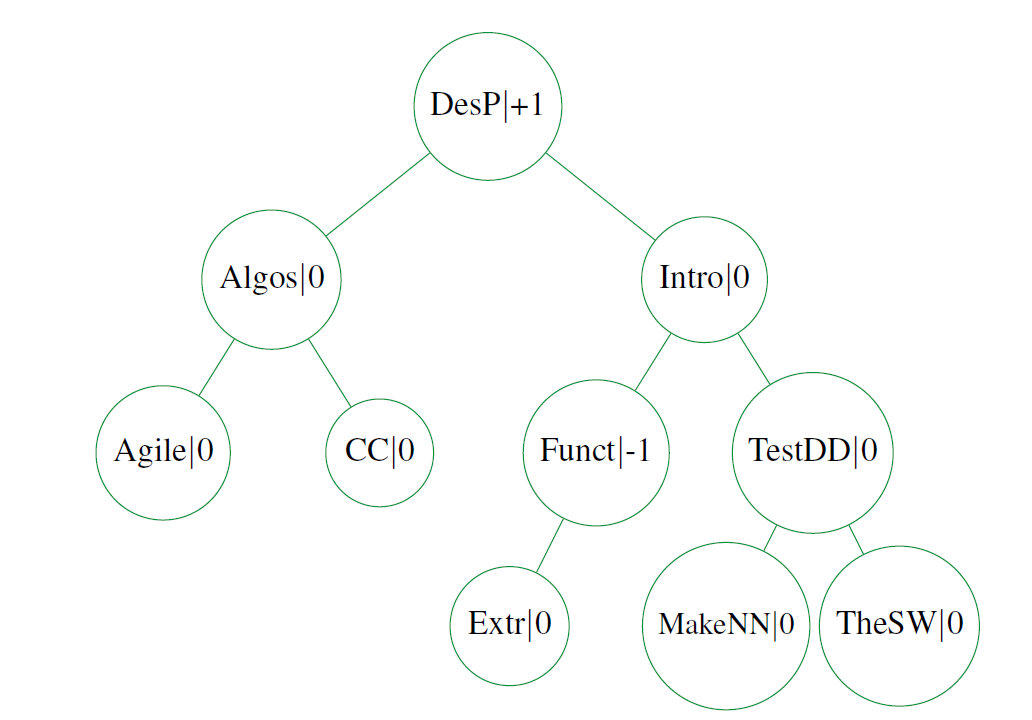 DesP|+1
Algos|0
Intro|0
Agile|0
CC|0
Funct|-1
TestDD|0
Extr|0
MakeNN|0
TheSW|0